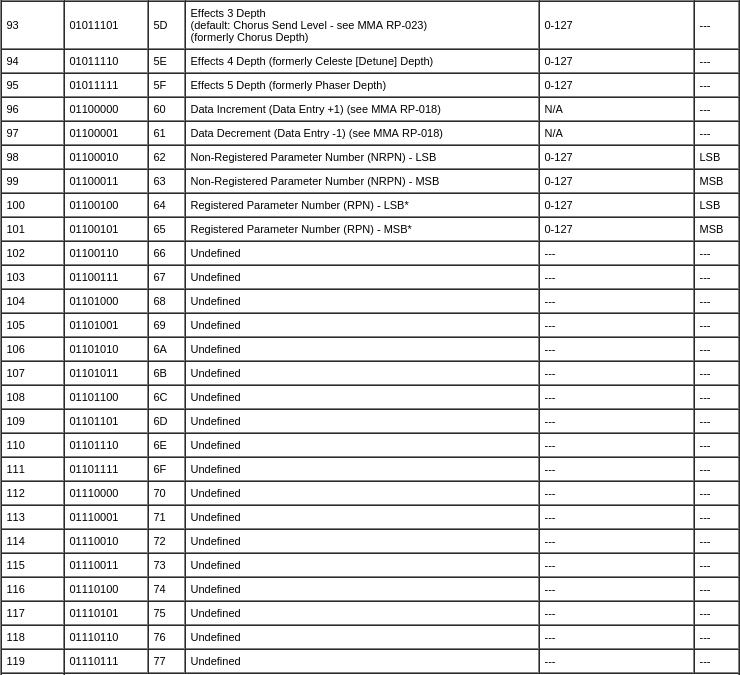 93 01011101 5D Effects 3 Depth 0-127 ---
(default: Chorus Send Level - see MMA RP-023)
(formerly Chorus Depth)
94 01011110 5E Effects 4 Depth (formerly Celeste [Detune] Depth) 0-127 ---
95 01011111 5F Effects 5 Depth (formerly Phaser Depth) 0-127 ---
96 01100000 60 Data Increment (Data Entry +1) (see MMA RP-018) N/A ---
97 01100001 61 Data Decrement (Data Entry -1) (see MMA RP-018) N/A ---
98 01100010 62 Non-Registered Parameter Number (NRPN) - LSB 0-127 LSB
99 01100011 63 Non-Registered Parameter Number (NRPN) - MSB 0-127 MSB
100 01100100 64 Registered Parameter Number (RPN) - LSB* 0-127 LSB
101 01100101 65 Registered Parameter Number (RPN) - MSB* 0-127 MSB
102 01100110 66 Undefined --- ---
103 01100111 67 Undefined --- ---
104 01101000 68 Undefined --- ---
105 01101001 69 Undefined --- ---
106 01101010 6A Undefined --- ---
107 01101011 6B Undefined --- ---
108 01101100 6C Undefined --- ---
109 01101101 6D Undefined --- ---
110 01101110 6E Undefined --- ---
111 01101111 6F Undefined --- ---
112 01110000 70 Undefined --- ---
113 01110001 71 Undefined --- ---
114 01110010 72 Undefined --- ---
115 01110011 73 Undefined --- ---
116 01110100 74 Undefined --- ---
117 01110101 75 Undefined --- ---
118 01110110 76 Undefined --- ---
119 01110111 77 Undefined --- ---